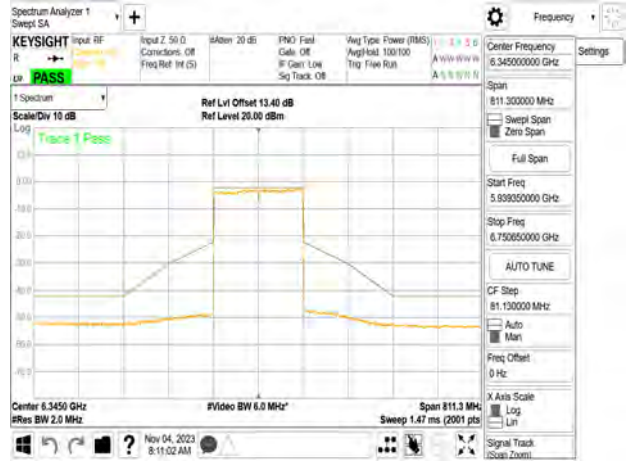 Spectrum Analyzer 1
Swept SA
+
Frequency
KEYSIGHT
R
PASS
Input: RF
Input Z: 50 Ω
Corrections: Off
Freq Ref: Int (S)
#Atten: 20 dB
PNO: Fast
Gate: Off
IF Gain: Low
Sig Track: Off
Avg Type: Power (RMS)
Avg|Hold: 100/100
Trig: Free Run
Center Frequency
6.345000000 GHz
Settings
Span
811.300000 MHz
Swept Span
Zero Span
Full Span
Start Freq
5.939350000 GHz
Stop Freq
6.750650000 GHz
AUTO TUNE
CF Step
81.130000 MHz
Auto
Man
Freq Offset
0 Hz
X Axis Scale
Log
Lin
Signal Track
(Span Zoom)
1 Spectrum
Scale/Div 10 dB
Ref Lvl Offset 13.40 dB
Ref Level 20.00 dBm
Log
Trace 1 Pass
Center 6.3450 GHz
#Res BW 2.0 MHz
#Video BW 6.0 MHz*
Span 811.3 MHz
Sweep 1.47 ms (2001 pts
?
Nov 04, 2023
8:11:02 AM